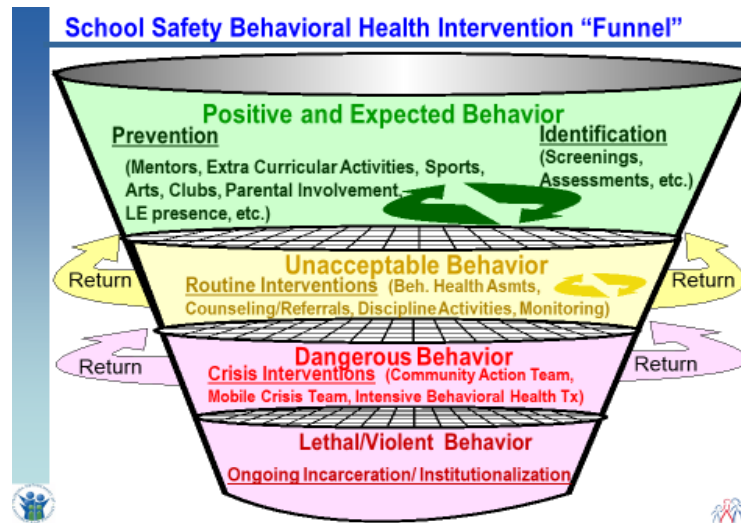 School Safety Behavioral Health Intervention “Funnel”
Positive and Expected Behavior
Prevention
(Mentors, Extra Curricular Activities, Sports,
Arts, Clubs, Parental Involvement,
LE presence, etc.)
Identification
(Screenings,
Assessments, etc.)
Return
Unacceptable Behavior
Routine Interventions (Beh. Health Asmts,
Counseling/Referrals, Discipline Activities, Monitoring)
Return
Return
Dangerous Behavior
Crisis Interventions (Community Action Team,
Mobile Crisis Team, Intensive Behavioral Health Tx)
Return
Lethal/Violent Behavior
Ongoing Incarceration/ Institutionalization